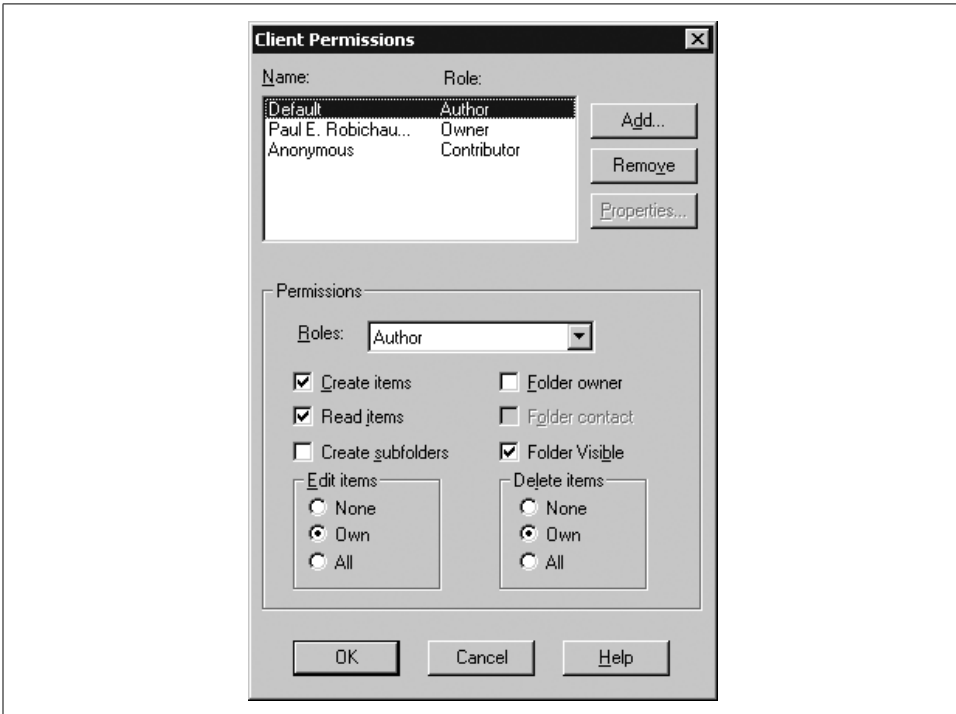 Client Permissions
Name: Role:
Default Author
Paul E. Robichau... Owner
Anonymous Contributor
Add...
Remove
Properties...
Permissions
Roles: Author
Create items Folder owner
Read items Folder contact
Create subfolders Folder Visible
Edit items Delete items
None None
Own Own
All All
OK Cancel Help